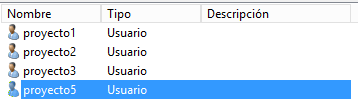 Nombre Tipo Descripción
proyecto1 Usuario
proyecto2 Usuario
proyecto3 Usuario
proyecto5 Usuario